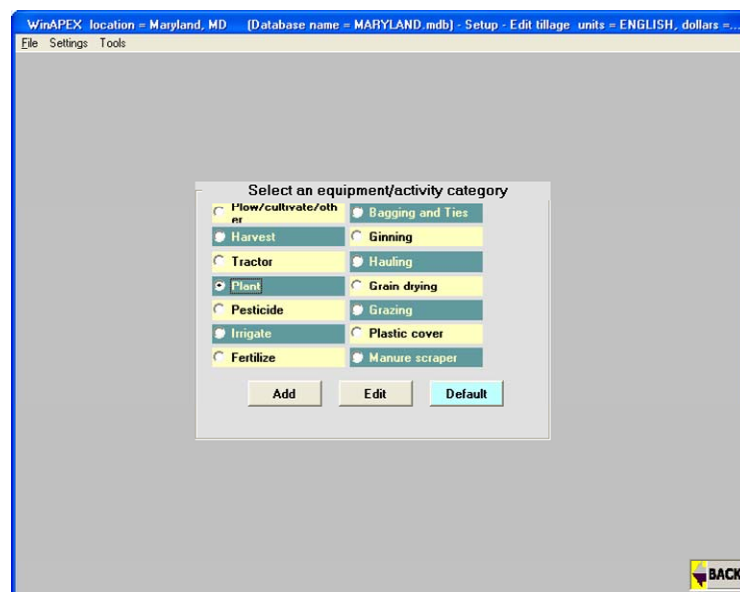 WinAPEX location = Maryland, MD (Database name = MARYLAND.mdb) - Setup - Edit tillage units = ENGLISH, dollars =...
File Settings Tools
Select an equipment/activity category
Plow/cultivate/oth
er
Bagging and Ties
Harvest
Ginning
Tractor
Hauling
Plant
Grain drying
Pesticide
Grazing
Irrigate
Plastic cover
Fertilize
Manure scraper
Add Edit Default
BACK